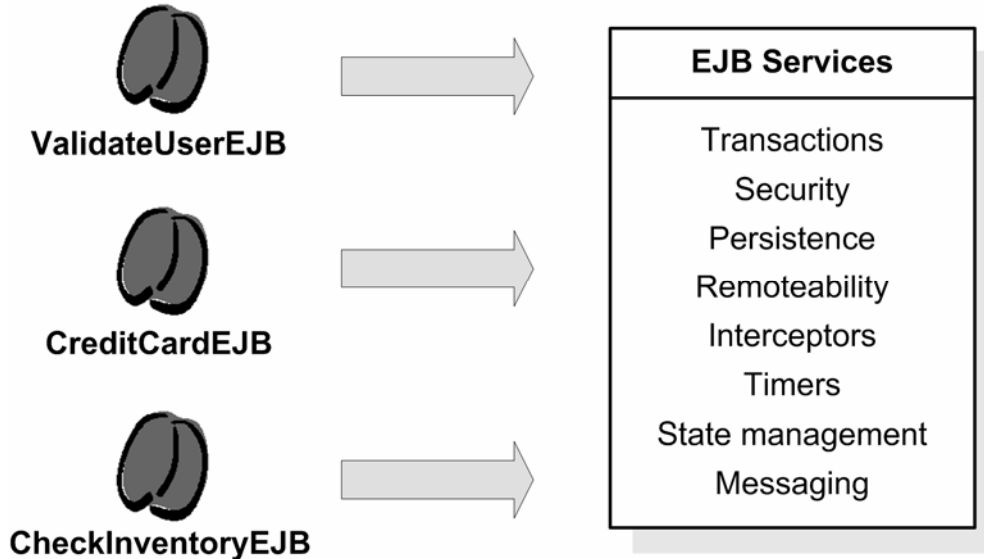 ValidateUserEJB
CreditCardEJB
CheckInventoryEJB
EJB Services
Transactions
Security
Persistence
Remoteability
Interceptors
Timers
State management
Messaging